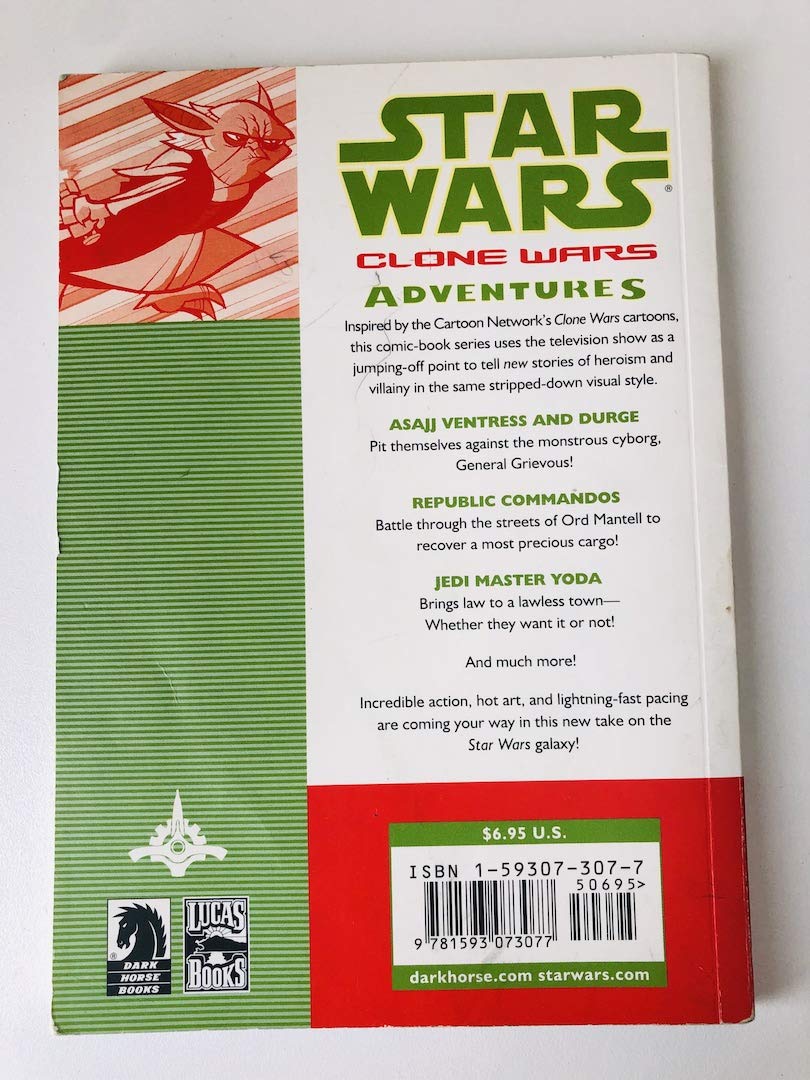 STAR
WARS®
CLONE WARS
ADVENTURES
Inspired by the Cartoon Network's Clone Wars cartoons,
this comic-book series uses the television show as a
jumping-off point to tell new stories of heroism and
villainy in the same stripped-down visual style.
ASAJJ VENTRESS AND DURGE
Pit themselves against the monstrous cyborg,
General Grievous!
REPUBLIC COMMANDOS
Battle through the streets of Ord Mantell to
recover a most precious cargo!
JEDI MASTER YODA
Brings law to a lawless town—
Whether they want it or not!
And much more!
Incredible action, hot art, and lightning-fast pacing
are coming your way in this new take on the
Star Wars galaxy!
$6.95 U.S.
ISBN 1-59307-307-7
50695>
9 781593 073077
darkhorse.com starwars.com
®
DARK
HORSE
BOOKS
LUCAS
BOOKS